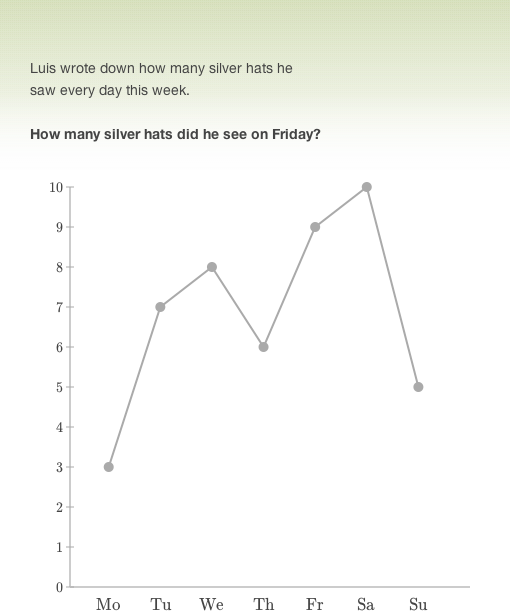 Luis wrote down how many silver hats he
saw every day this week.
How many silver hats did he see on Friday?
10
9
8
7
6
5
4
3
2
1
0
Mo Tu We Th Fr Sa Su